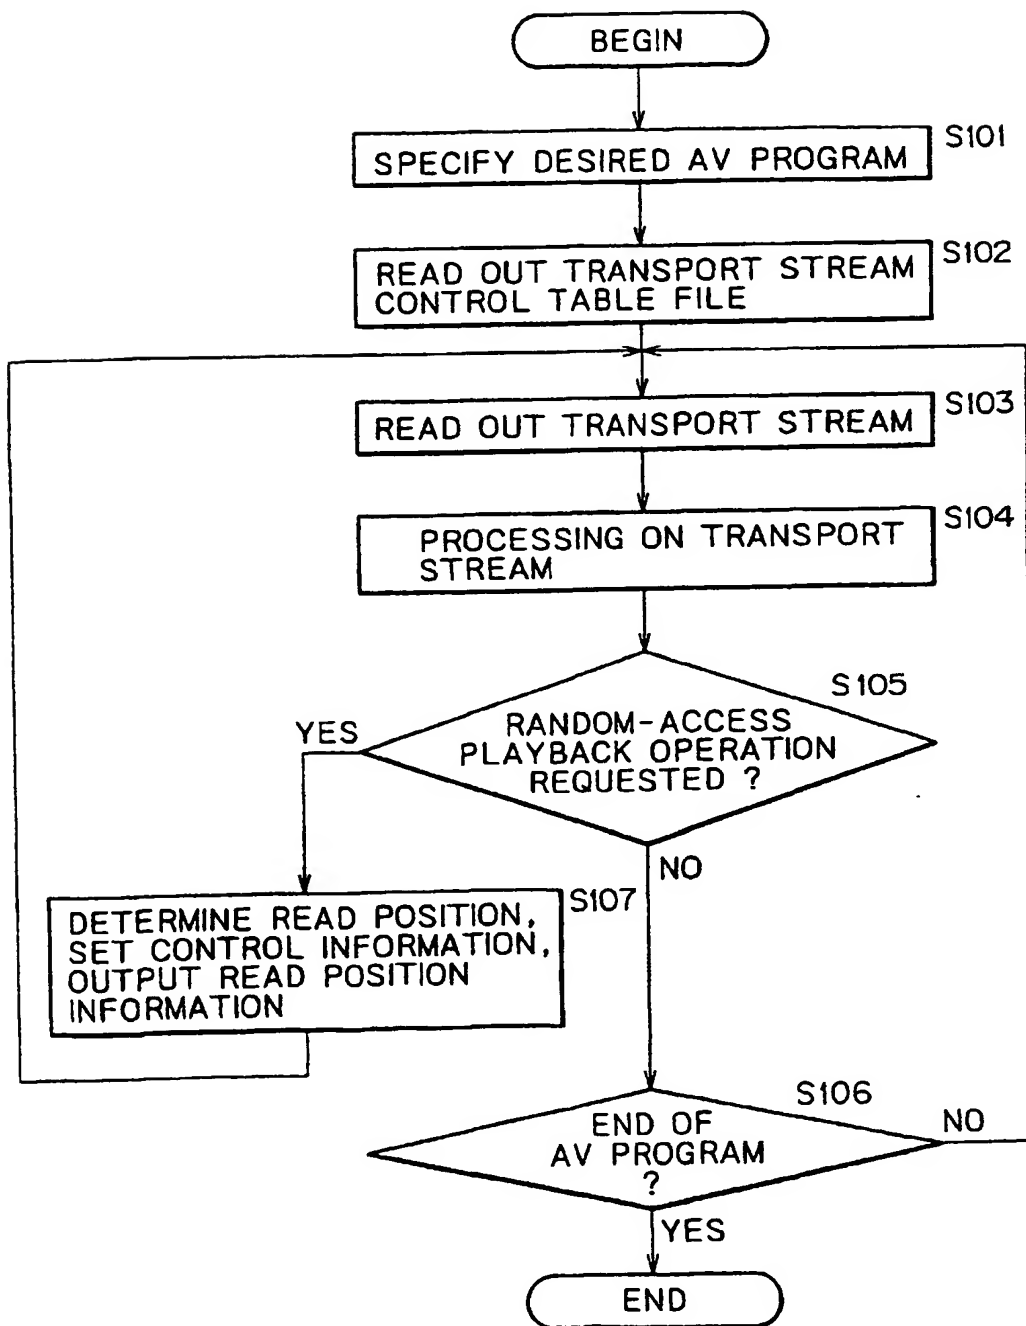 BEGIN
S101
SPECIFY DESIRED AV PROGRAM
S102
READ OUT TRANSPORT STREAM
CONTROL TABLE FILE
S103
READ OUT TRANSPORT STREAM
S104
PROCESSING ON TRANSPORT
STREAM
S105
RANDOM-ACCESS
PLAYBACK OPERATION
REQUESTED ?
YES
NO
S107
DETERMINE READ POSITION,
SET CONTROL INFORMATION,
OUTPUT READ POSITION
INFORMATION
S106
END OF
AV PROGRAM
?
NO
YES
END